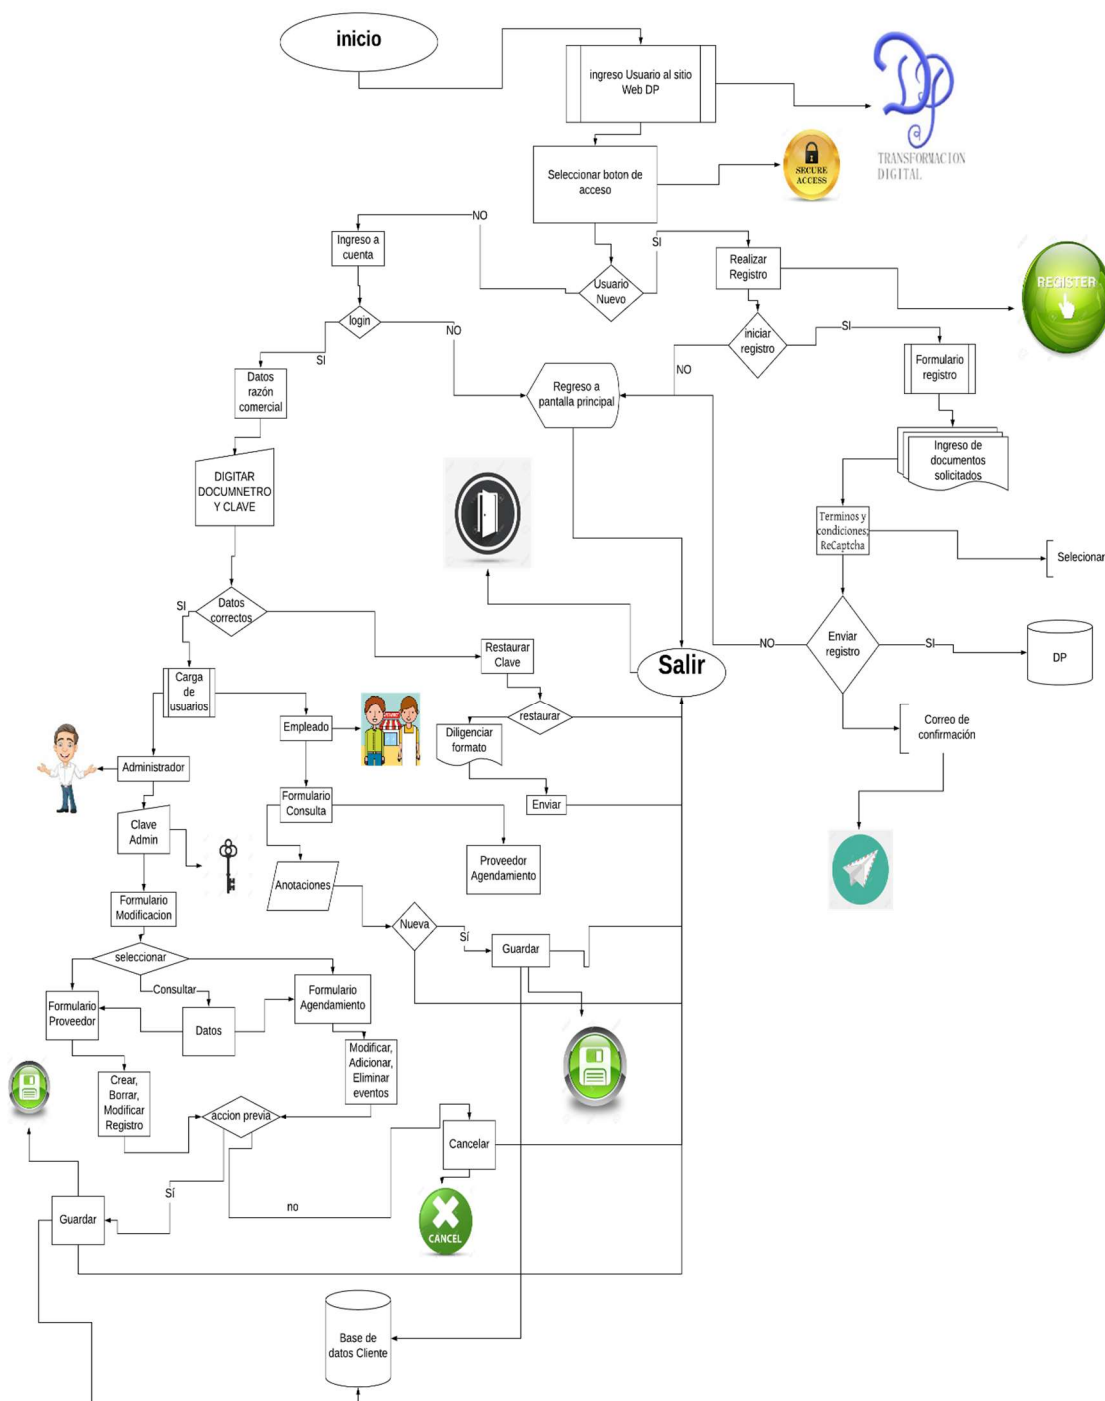 inicio
ingreso Usuario al sitio
Web DP
TRANSFORMACION
DIGITAL
Seleccionar boton de
acceso
SECURE
ACCESS
NO
SI
Ingreso a
cuenta
Usuario
Nuevo
Realizar
Registro
REGISTER
login
NO
SI
iniciar
registro
SI
NO
Datos
razón
comercial
Regreso a
pantalla principal
Formulario
registro
DIGITAR
DOCUMNETRO
Y CLAVE
Ingreso de
documentos
solicitados
Terminos y
condiciones;
ReCaptcha
Selecionar
SI
Datos
correctos
Restaurar
Clave
Salir
NO
Enviar
registro
SI
DP
Carga
de
usuarios
Empleado
restaurar
Diligenciar
formato
Correo de
confirmación
Administrador
Enviar
Formulario
Consulta
Clave
Admin
Proveedor
Agendamiento
Anotaciones
Formulario
Modificacion
Nueva
Sí
Guardar
seleccionar
Consultar
Formulario
Proveedor
Datos
Formulario
Agendamiento
Modificar,
Adicionar,
Eliminar
eventos
Crear,
Borrar,
Modificar
Registro
accion previa
Cancelar
Sí
no
CANCEL
Guardar
Base de
datos Cliente